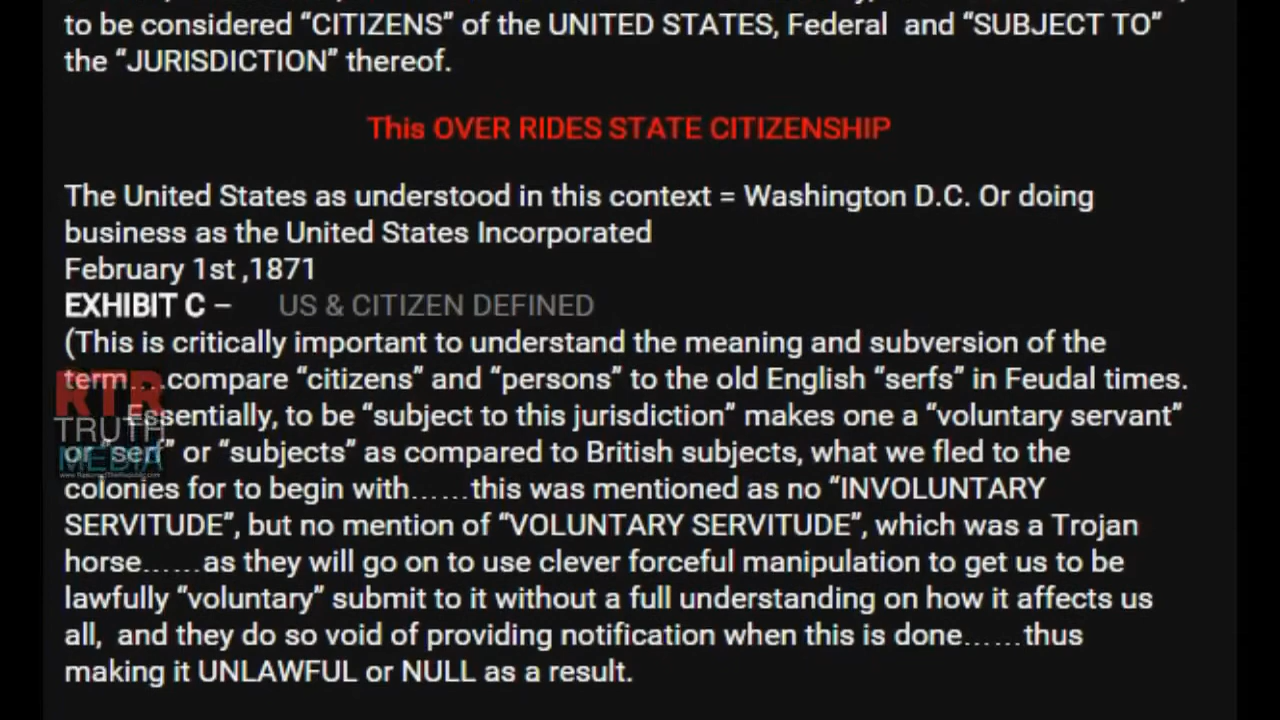 to be considered “CITIZENS” of the UNITED STATES, Federal  and “SUBJECT TO”
the “JURISDICTION” thereof.
This OVER RIDES STATE CITIZENSHIP
The United States as understood in this context = Washington D.C. Or doing
business as the United States Incorporated
February 1st ,1871
EXHIBIT C – US & CITIZEN DEFINED
(This is critically important to understand the meaning and subversion of the
term….compare “citizens” and “persons” to the old English “serfs” in Feudal times.
Essentially, to be “subject to this jurisdiction” makes one a “voluntary servant”
or “serf” or “subjects” as compared to British subjects, what we fled to the
colonies for to begin with……this was mentioned as no “INVOLUNTARY
SERVITUDE”, but no mention of “VOLUNTARY SERVITUDE”, which was a Trojan
horse……as they will go on to use clever forceful manipulation to get us to be
lawfully “voluntary” submit to it without a full understanding on how it affects us
all,  and they do so void of providing notification when this is done……thus
making it UNLAWFUL or NULL as a result.
RTR
TRUTH
MEDIA